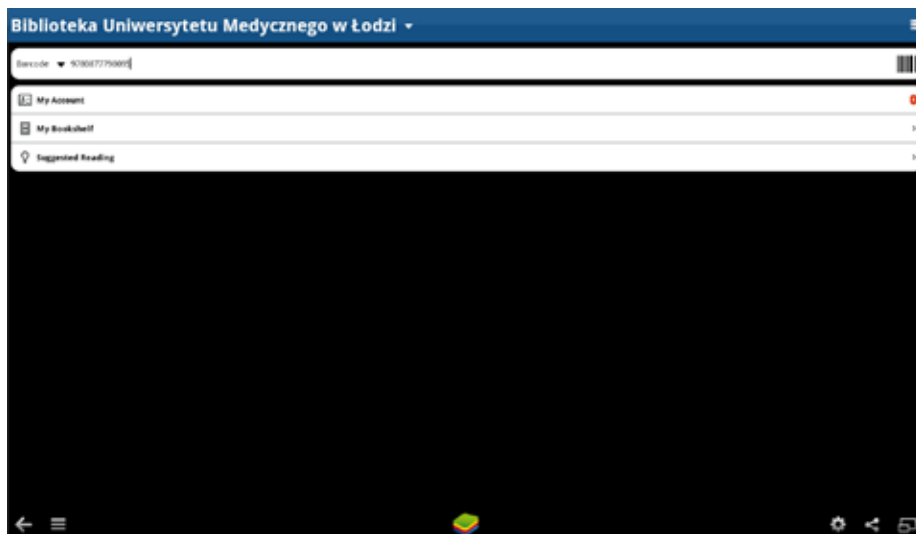 Biblioteka Uniwersytetu Medycznego w Łodzi
Barcode
My Account
My Bookshelf
Suggested Reading